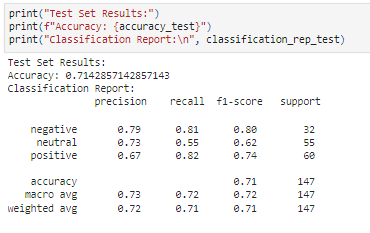 print("Test Set Results:")
print(f"Accuracy: {accuracy_test}")
print("Classification Report:\n", classification_rep_test)
Test Set Results:
Accuracy: 0.7142857142857143
Classification Report:
precision recall f1-score support
negative 0.79 0.81 0.80 32
neutral 0.73 0.55 0.62 55
positive 0.67 0.82 0.74 60
accuracy 0.71 147
macro avg 0.73 0.72 0.72 147
weighted avg 0.72 0.71 0.71 147